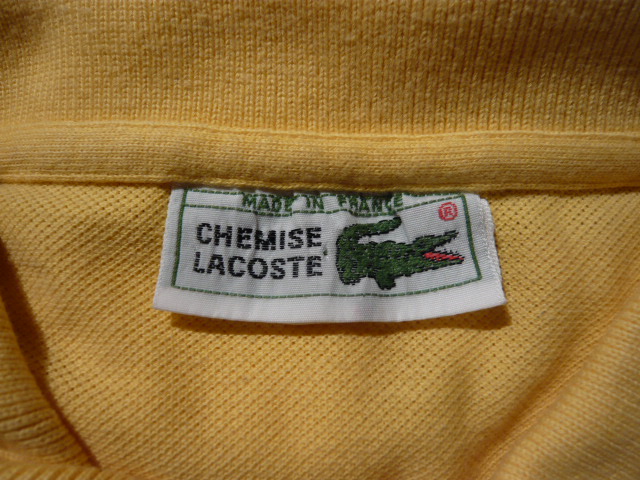 MADE IN FRANCE
CHEMISE
LACOSTE
®